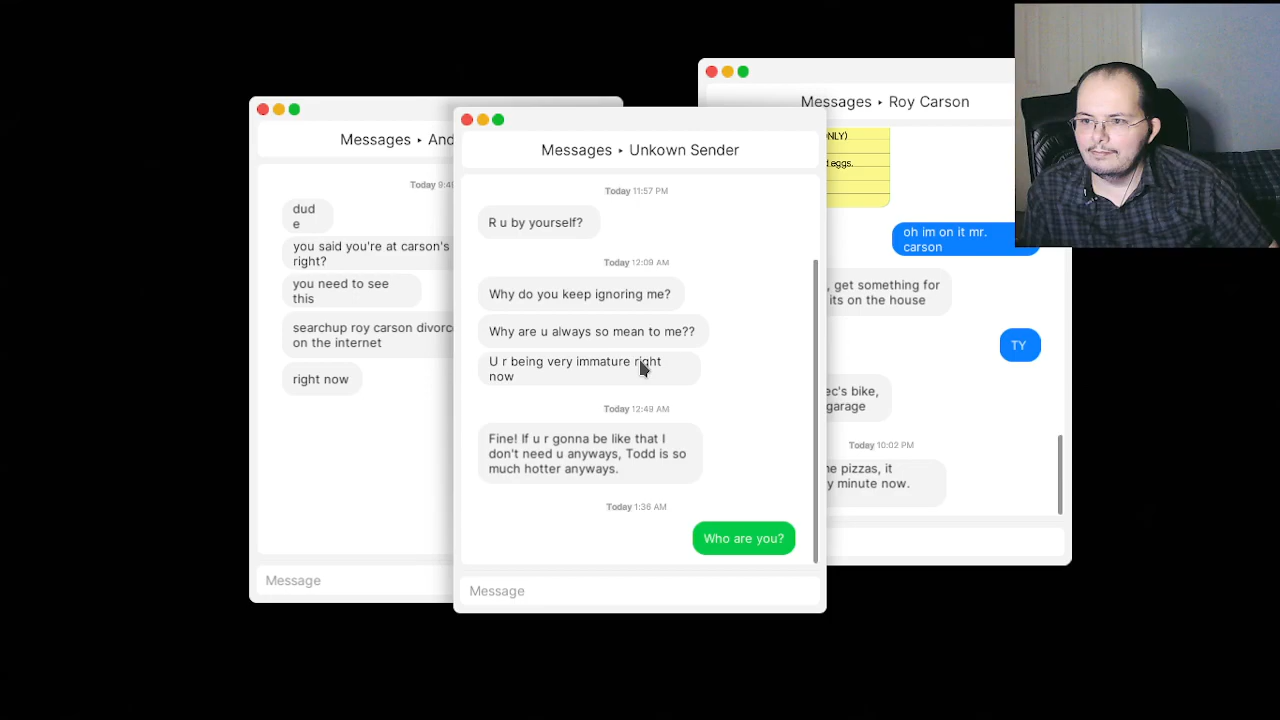 Messages ▸ And
Today 9:4
dud
e
you said you're at carson's
right?
you need to see
this
searchup roy carson divorc
on the internet
right now
Message
Messages ▸ Unkown Sender
Today 11:57 PM
R u by yourself?
Today 12:09 AM
Why do you keep ignoring me?
Why are u always so mean to me??
U r being very immature right
now
Today 12:49 AM
Fine! If u r gonna be like that I
don't need u anyways, Todd is so
much hotter anyways.
Today 1:36 AM
Who are you?
Message
Messages ▸ Roy Carson
NLY)
eggs.
oh im on it mr.
carson
, get something for
its on the house
TY
ec's bike,
garage
Today 10:02 PM
ne pizzas, it
y minute now.